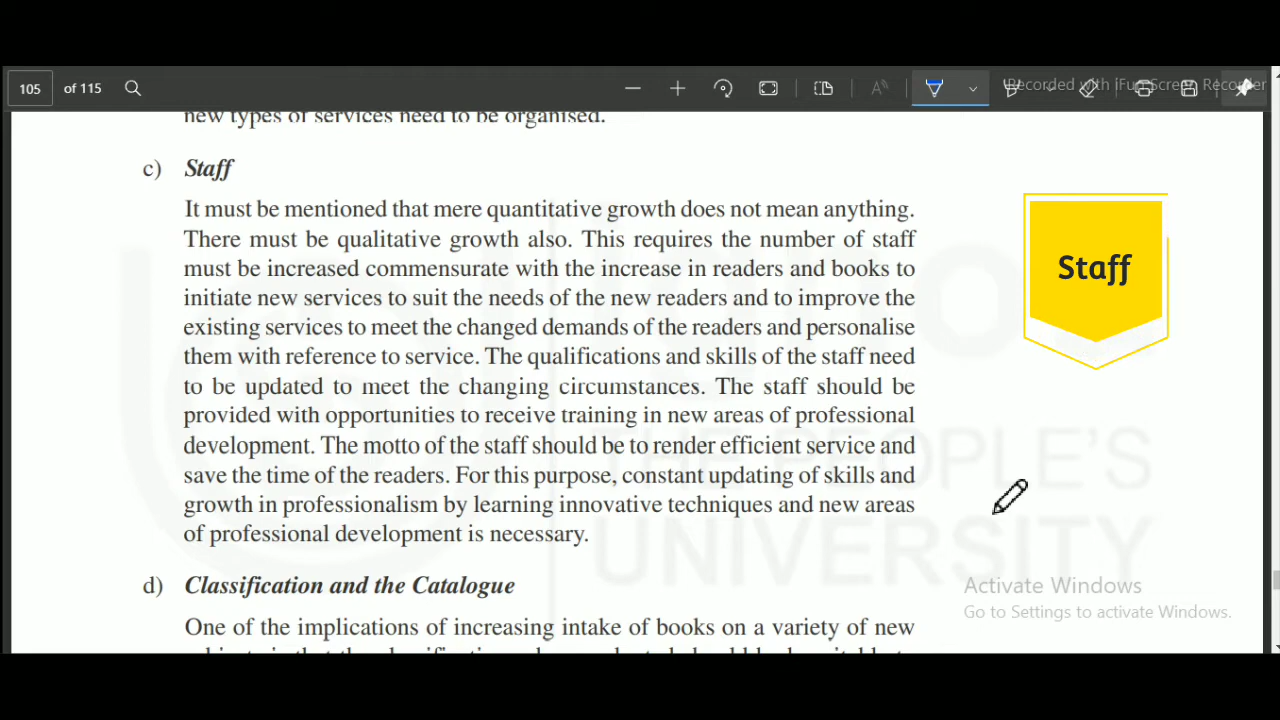 105 of 115
Recorded with iFun Screen Recorder
new types of services need to be organised.
c) Staff
It must be mentioned that mere quantitative growth does not mean anything.
There must be qualitative growth also. This requires the number of staff
must be increased commensurate with the increase in readers and books to
initiate new services to suit the needs of the new readers and to improve the
existing services to meet the changed demands of the readers and personalise
them with reference to service. The qualifications and skills of the staff need
to be updated to meet the changing circumstances. The staff should be
provided with opportunities to receive training in new areas of professional
development. The motto of the staff should be to render efficient service and
save the time of the readers. For this purpose, constant updating of skills and
growth in professionalism by learning innovative techniques and new areas
of professional development is necessary.
Staff
THE PEOPLE'S
UNIVERSITY
d) Classification and the Catalogue
One of the implications of increasing intake of books on a variety of new
Activate Windows
Go to Settings to activate Windows.